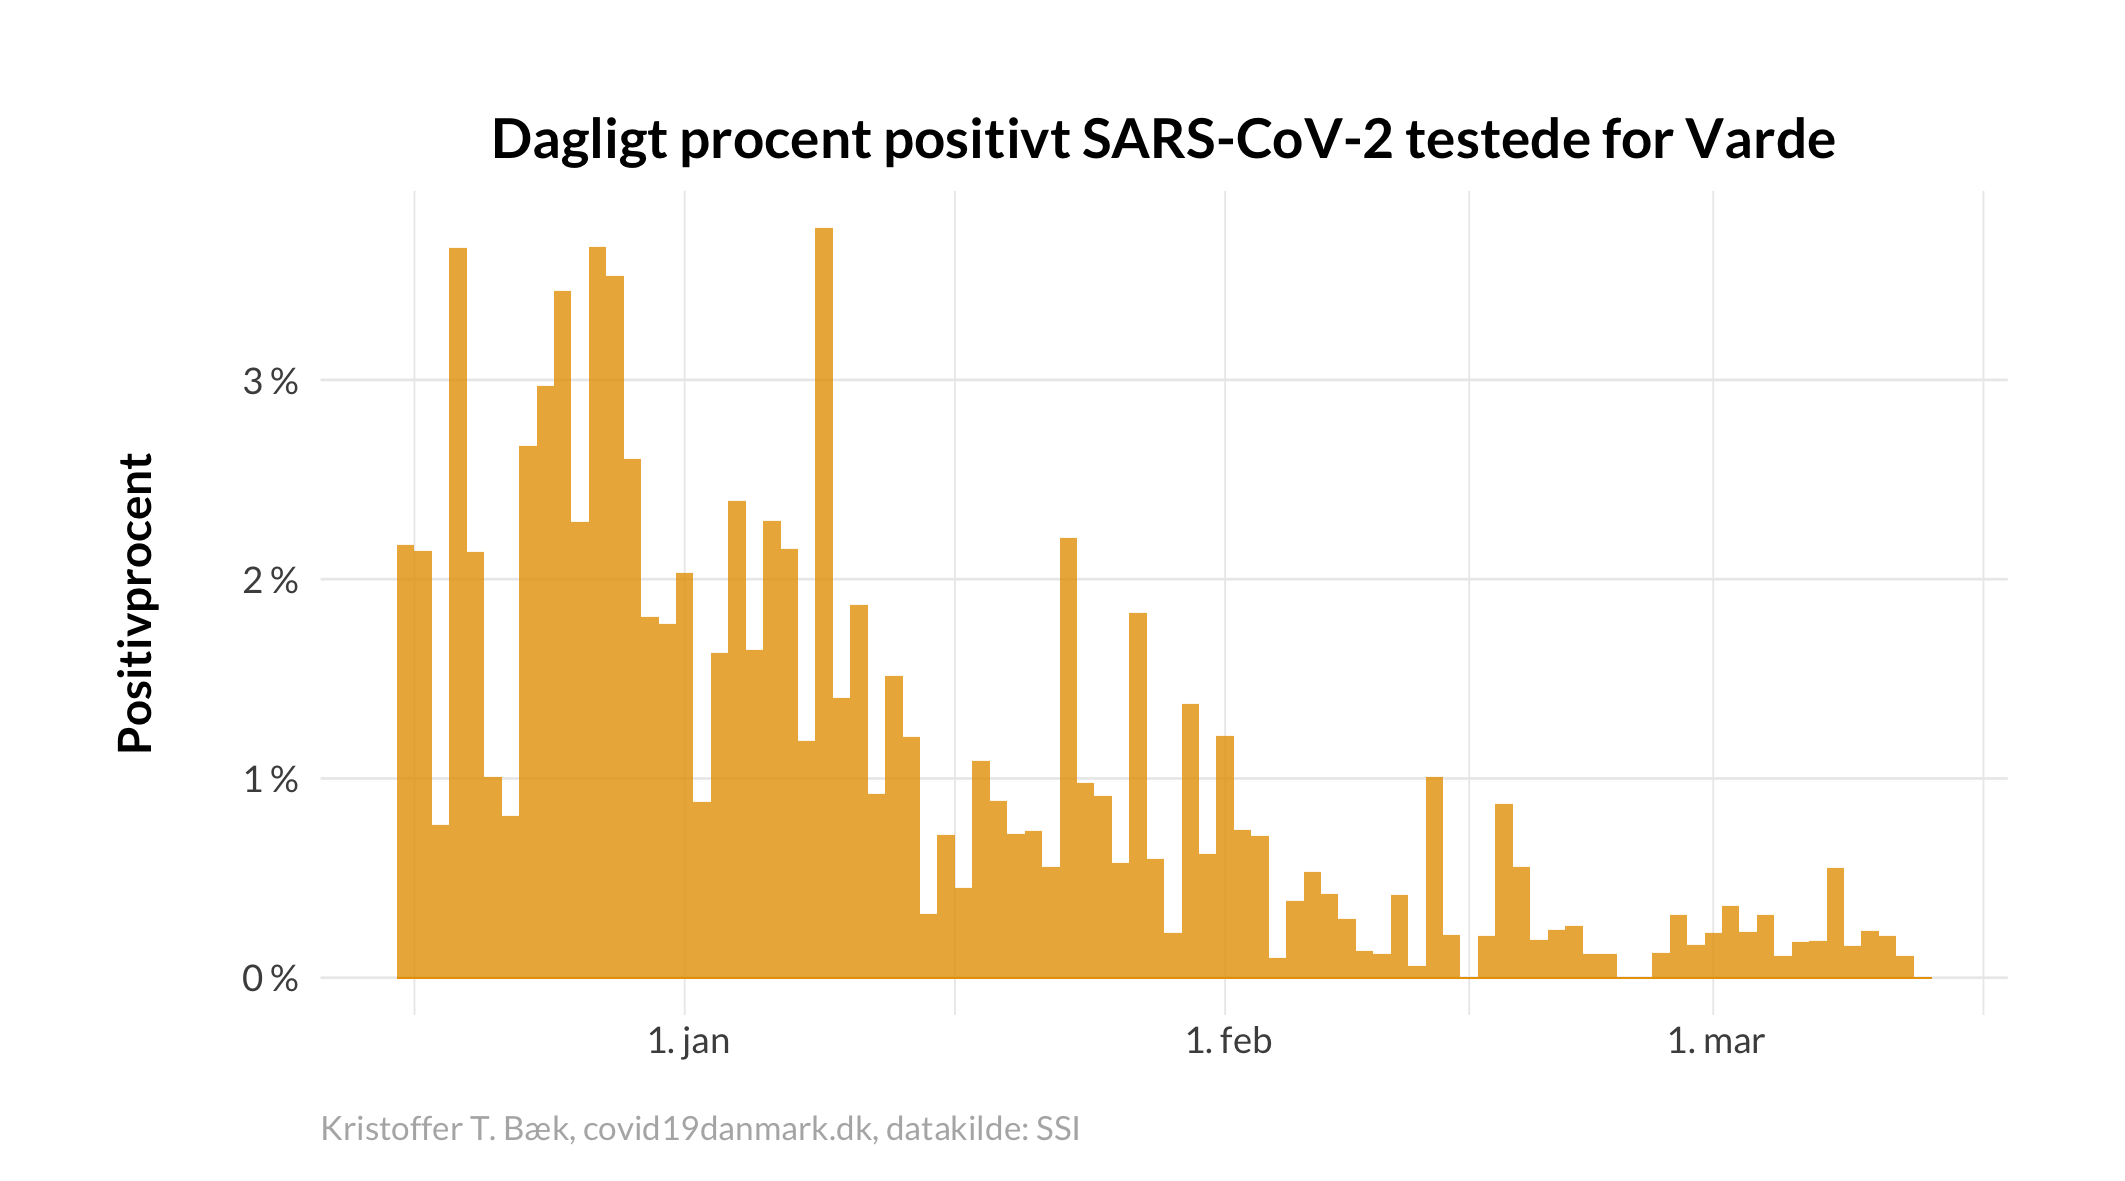 Dagligt procent positivt SARS-CoV-2 testede for Varde
Positivprocent
3 %
2 %
1 %
0 %
1. jan
1. feb
1. mar
Kristoffer T. Bæk, covid19danmark.dk, datakilde: SSI